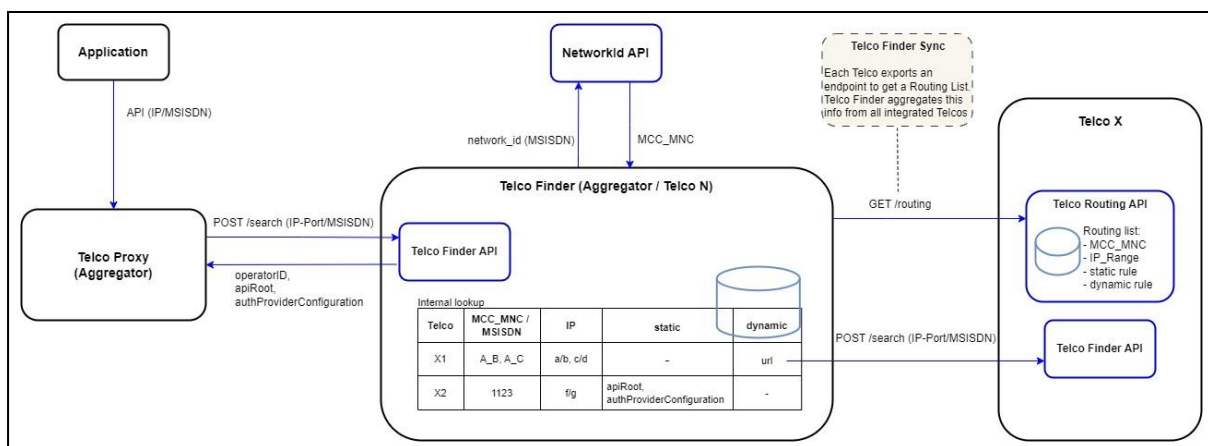 Application
NetworkId API
Telco Finder Sync
Each Telco exports an
endpoint to get a Routing List.
Telco Finder aggregates this
info from all integrated Telcos
Telco X
API (IP/MSISDN)
network_id (MSISDN)
MCC_MNC
Telco Finder (Aggregator / Telco N)
GET /routing
Telco Routing API
Routing list:
- MCC_MNC
- IP_Range
- static rule
- dynamic rule
POST /search (IP-Port/MSISDN)
Telco Proxy
(Aggregator)
Telco Finder API
operatorID,
apiRoot,
authProviderConfiguration
Internal lookup
Telco MCC_MNC / MSISDN IP static dynamic
X1 A_B, A_C a/b, c/d - url
X2 1123 f/g apiRoot, authProviderConfiguration -
POST /search (IP-Port/MSISDN)
Telco Finder API